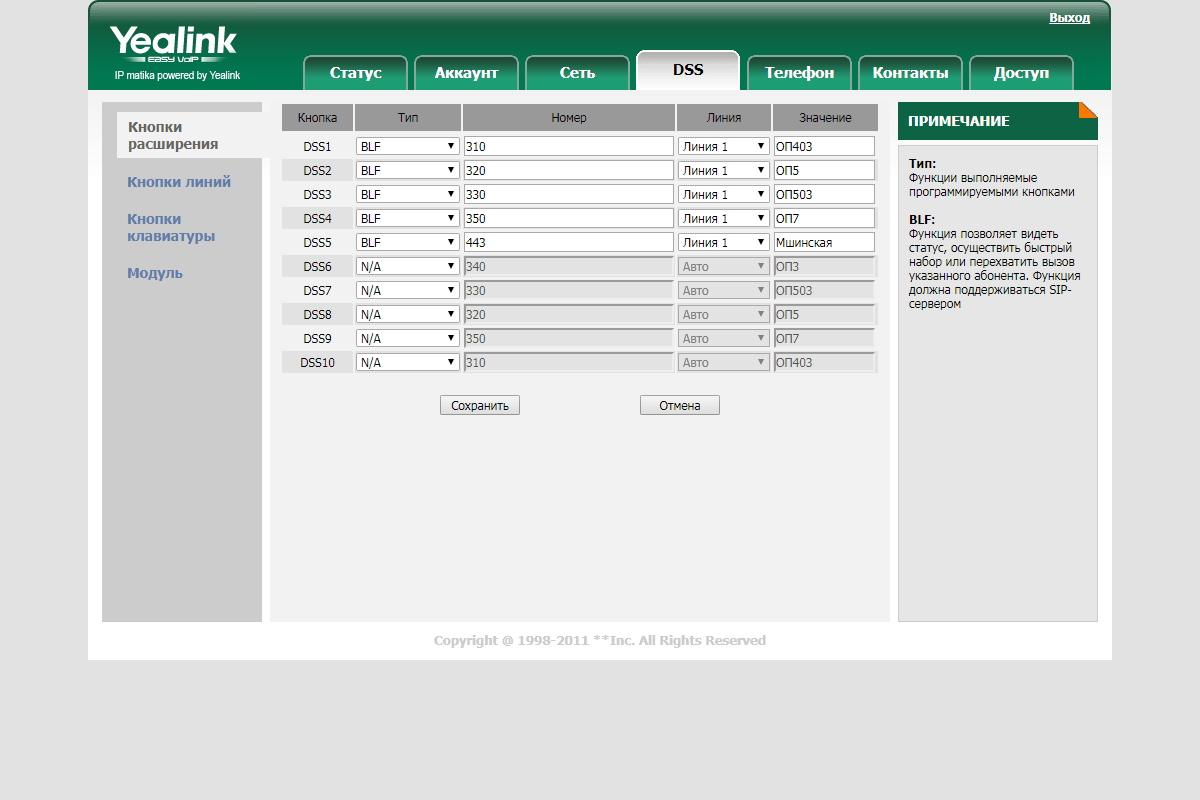 Выход
Yealink
EASY VoIP
IP matika powered by Yealink
Статус Аккаунт Сеть DSS Телефон Контакты Доступ
Кнопки
расширения
Кнопки линий
Кнопки
клавиатуры
Модуль
Кнопка Тип Номер Линия Значение
DSS1 BLF 310 Линия 1 ОП403
DSS2 BLF 320 Линия 1 ОП5
DSS3 BLF 330 Линия 1 ОП503
DSS4 BLF 350 Линия 1 ОП7
DSS5 BLF 443 Линия 1 Мшинская
DSS6 N/A 340 Авто ОП3
DSS7 N/A 330 Авто ОП503
DSS8 N/A 320 Авто ОП5
DSS9 N/A 350 Авто ОП7
DSS10 N/A 310 Авто ОП403
Сохранить Отмена
ПРИМЕЧАНИЕ
Тип:
Функции выполняемые
программируемыми кнопками
BLF:
Функция позволяет видеть
статус, осуществить быстрый
набор или перехватить вызов
указанного абонента. Функция
должна поддерживаться SIP-
сервером
Copyright @ 1998-2011 **Inc. All Rights Reserved